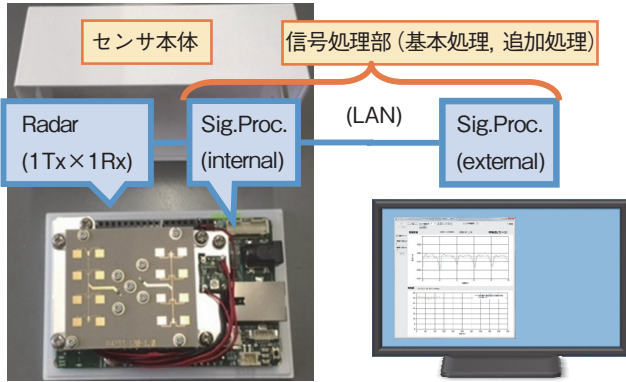 センサ本体
信号処理部（基本処理, 追加処理）
Radar
(1Tx×1Rx)
Sig.Proc.
(internal)
(LAN)
Sig.Proc.
(external)